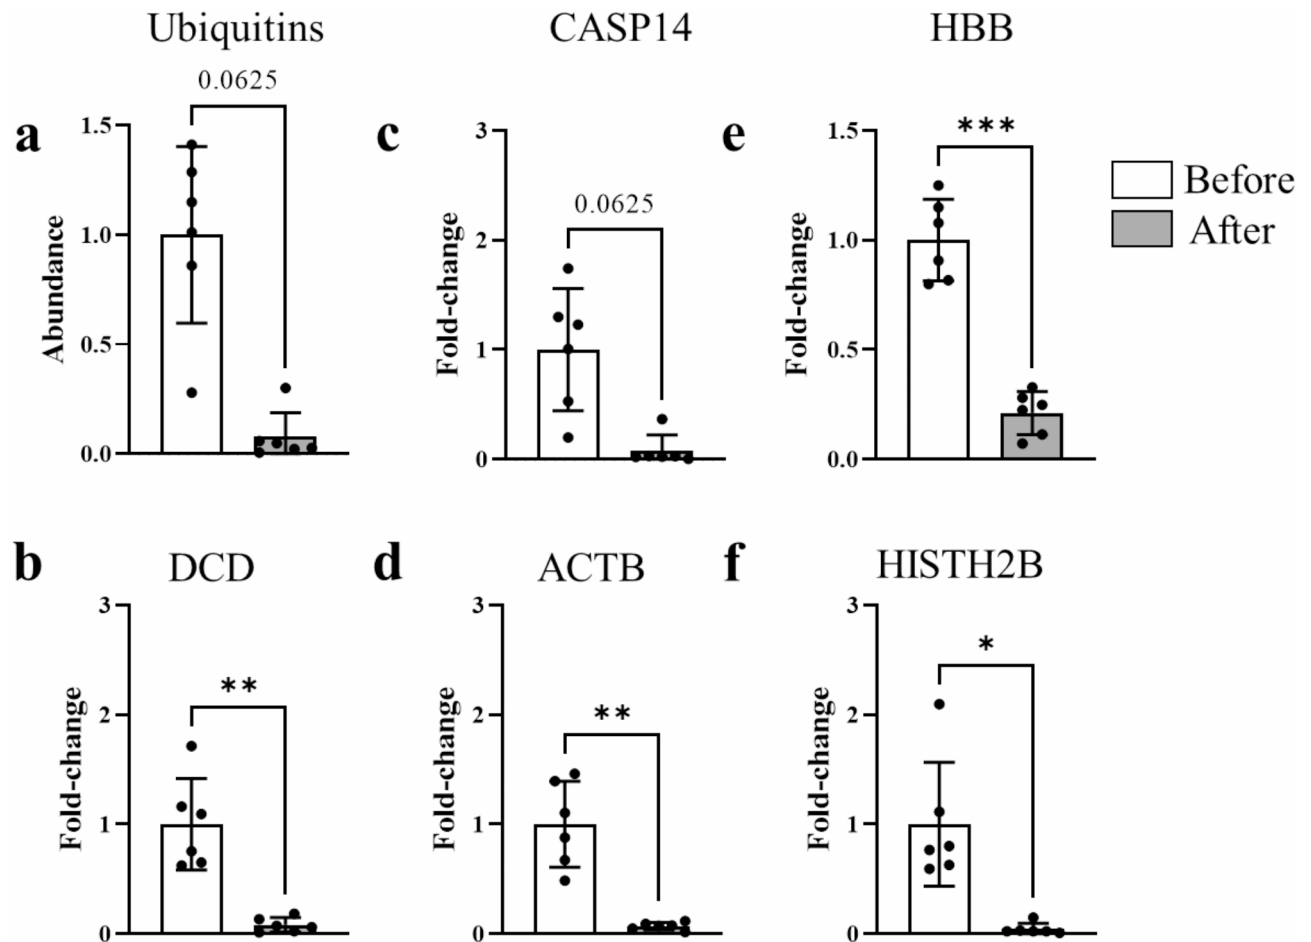 Ubiquitins
CASP14
HBB
a
c
e
0.0625
0.0625
***
1.5
1.0
0.5
0.0
Abundance
3
2
1
0
Fold-change
1.5
1.0
0.5
0.0
Fold-change
Before
After
b
d
f
DCD
ACTB
HISTH2B
**
**
*
3
2
1
0
Fold-change
3
2
1
0
Fold-change
3
2
1
0
Fold-change